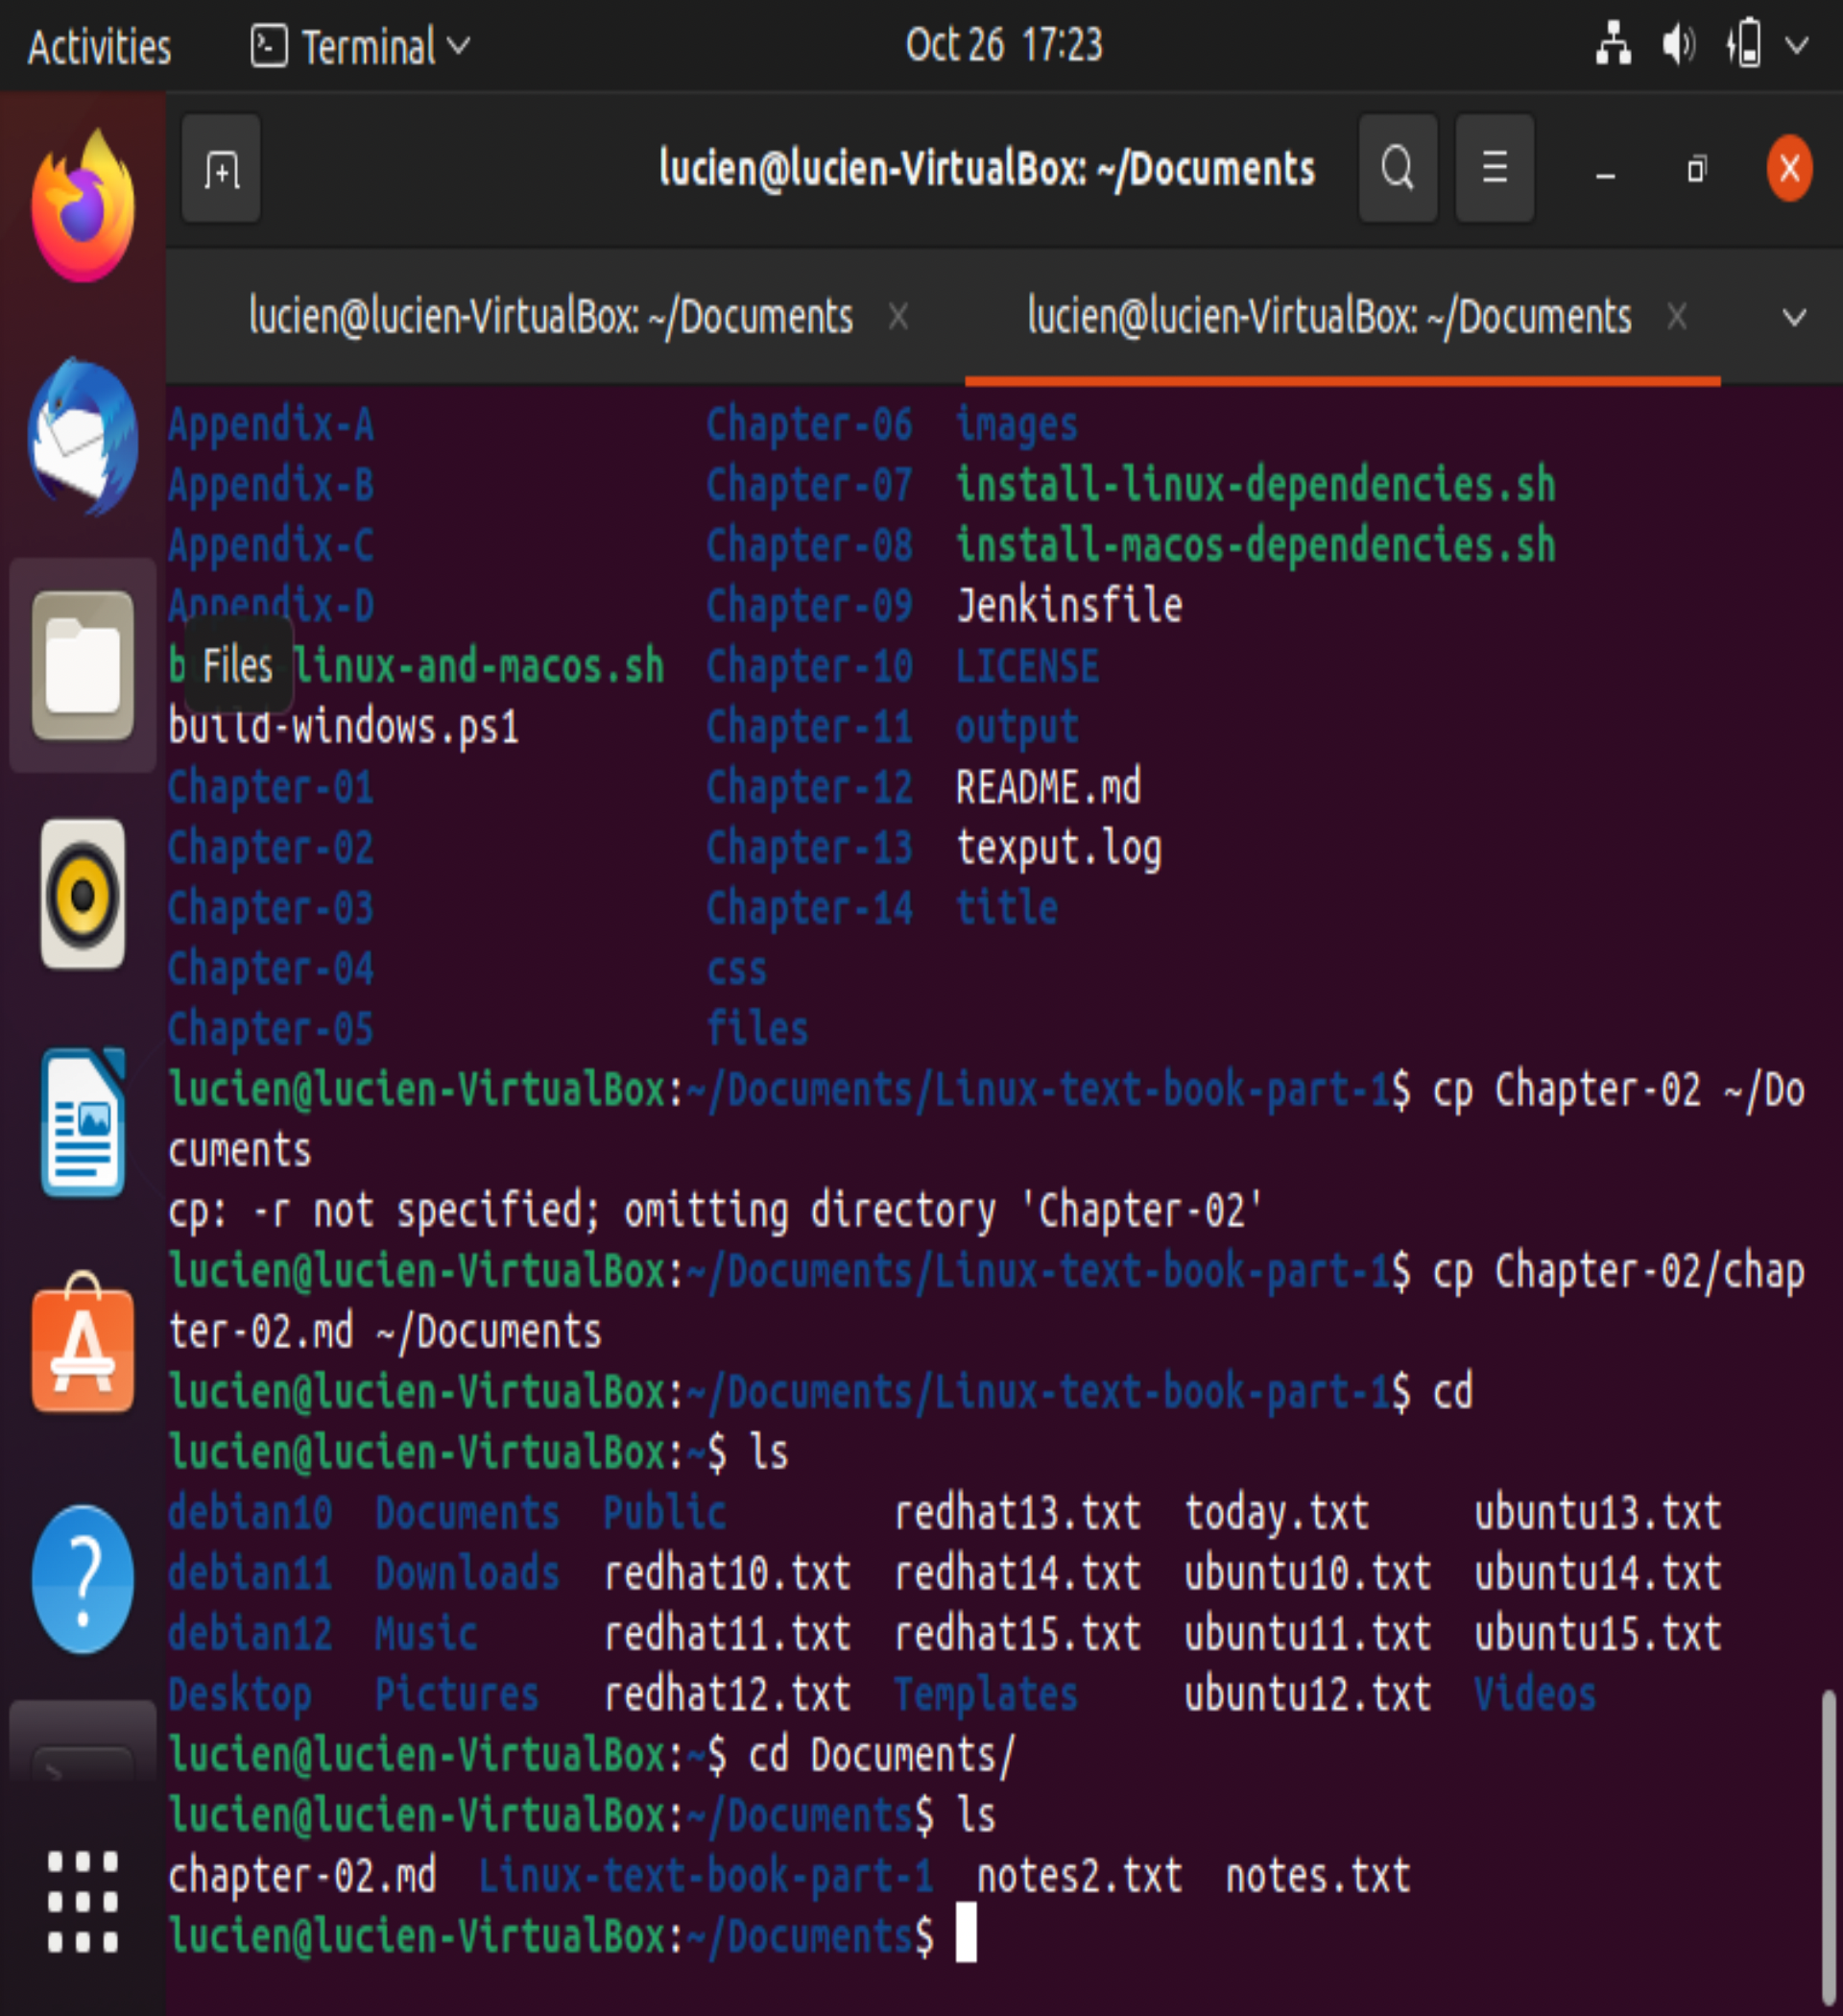 Activities Terminal Oct 26 17:23
lucien@lucien-VirtualBox: ~/Documents
lucien@lucien-VirtualBox: ~/Documents lucien@lucien-VirtualBox: ~/Documents
Appendix-A Chapter-06 images
Appendix-B Chapter-07 install-linux-dependencies.sh
Appendix-C Chapter-08 install-macos-dependencies.sh
Appendix-D Chapter-09 Jenkinsfile
b Files linux-and-macos.sh Chapter-10 LICENSE
build-windows.ps1 Chapter-11 output
Chapter-01 Chapter-12 README.md
Chapter-02 Chapter-13 texput.log
Chapter-03 Chapter-14 title
Chapter-04 css
Chapter-05 files
lucien@lucien-VirtualBox:~/Documents/Linux-text-book-part-1$ cp Chapter-02 ~/Do
cuments
cp: -r not specified; omitting directory 'Chapter-02'
lucien@lucien-VirtualBox:~/Documents/Linux-text-book-part-1$ cp Chapter-02/chap
ter-02.md ~/Documents
lucien@lucien-VirtualBox:~/Documents/Linux-text-book-part-1$ cd
lucien@lucien-VirtualBox:~$ ls
debian10 Documents Public redhat13.txt today.txt ubuntu13.txt
debian11 Downloads redhat10.txt redhat14.txt ubuntu10.txt ubuntu14.txt
debian12 Music redhat11.txt redhat15.txt ubuntu11.txt ubuntu15.txt
Desktop Pictures redhat12.txt Templates ubuntu12.txt Videos
lucien@lucien-VirtualBox:~$ cd Documents/
lucien@lucien-VirtualBox:~/Documents$ ls
chapter-02.md Linux-text-book-part-1 notes2.txt notes.txt
lucien@lucien-VirtualBox:~/Documents$